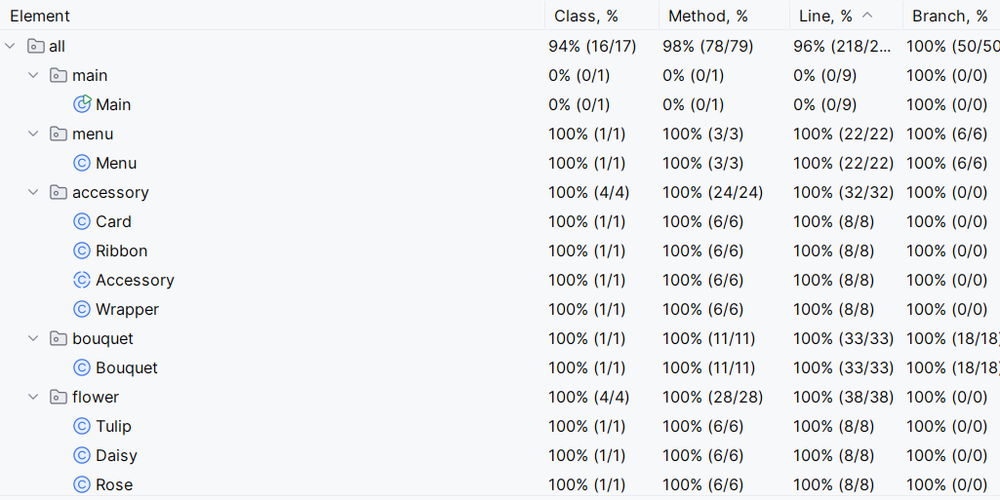 Element Class, % Method, % Line, % Branch, %
all 94% (16/17) 98% (78/79) 96% (218/2... 100% (50/50
main 0% (0/1) 0% (0/1) 0% (0/9) 100% (0/0)
Main 0% (0/1) 0% (0/1) 0% (0/9) 100% (0/0)
menu 100% (1/1) 100% (3/3) 100% (22/22) 100% (6/6)
Menu 100% (1/1) 100% (3/3) 100% (22/22) 100% (6/6)
accessory 100% (4/4) 100% (24/24) 100% (32/32) 100% (0/0)
Card 100% (1/1) 100% (6/6) 100% (8/8) 100% (0/0)
Ribbon 100% (1/1) 100% (6/6) 100% (8/8) 100% (0/0)
Accessory 100% (1/1) 100% (6/6) 100% (8/8) 100% (0/0)
Wrapper 100% (1/1) 100% (6/6) 100% (8/8) 100% (0/0)
bouquet 100% (1/1) 100% (11/11) 100% (33/33) 100% (18/18)
Bouquet 100% (1/1) 100% (11/11) 100% (33/33) 100% (18/18)
flower 100% (4/4) 100% (28/28) 100% (38/38) 100% (0/0)
Tulip 100% (1/1) 100% (6/6) 100% (8/8) 100% (0/0)
Daisy 100% (1/1) 100% (6/6) 100% (8/8) 100% (0/0)
Rose 100% (1/1) 100% (6/6) 100% (8/8) 100% (0/0)